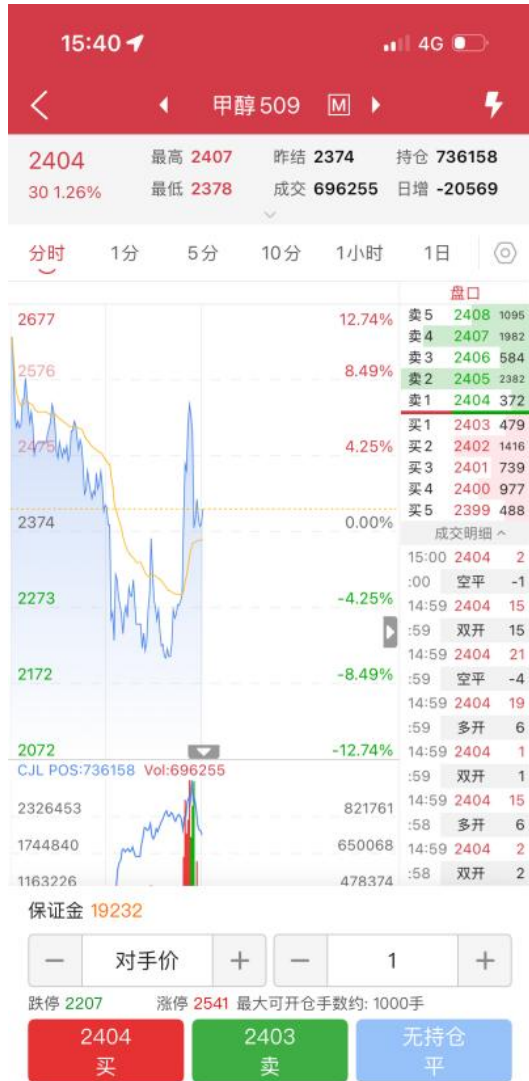 15:40
4G
甲醇509 M
2404 最高 2407 昨结 2374 持仓 736158
30 1.26% 最低 2378 成交 696255 日增 -20569
分时 1分 5分 10分 1小时 1日
盘口
2677 12.74%
2576 8.49%
2475 4.25%
2374 0.00%
2273 -4.25%
2172 -8.49%
2072 -12.74%
卖5 2408 1095
卖4 2407 1982
卖3 2406 584
卖2 2405 2382
卖1 2404 372
买1 2403 479
买2 2402 1416
买3 2401 739
买4 2400 977
买5 2399 488
成交明细
15:00 2404 2
:00 空平 -1
14:59 2404 15
:59 双开 15
14:59 2404 21
:59 空平 -4
14:59 2404 19
:59 多开 6
14:59 2404 1
:59 双开 1
14:59 2404 15
:58 多开 6
14:59 2404 2
:58 双开 2
CJL POS:736158 Vol:696255
2326453 821761
1744840 650068
1163226 478374
保证金 19232
— 对手价 + — 1 +
跌停 2207 涨停 2541 最大可开仓手数约: 1000手
2404 2403 无持仓
买 卖 平